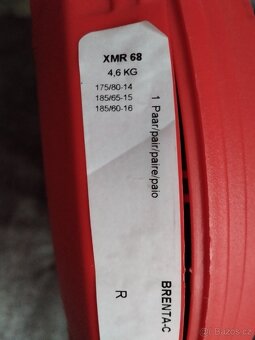 XMR 68
4,6 KG
175/80-14
185/65-15
185/60-16
1 Paar/pair/paire/paio
BRENTA-C
R
sbazar.cz